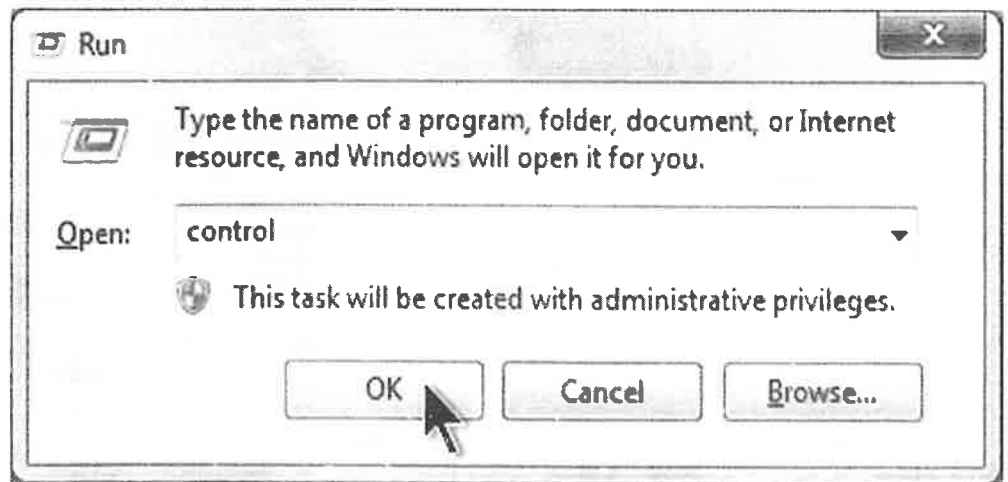 Run
X
Type the name of a program, folder, document, or Internet
resource, and Windows will open it for you.
Open:
control
This task will be created with administrative privileges.
OK
Cancel
Browse...